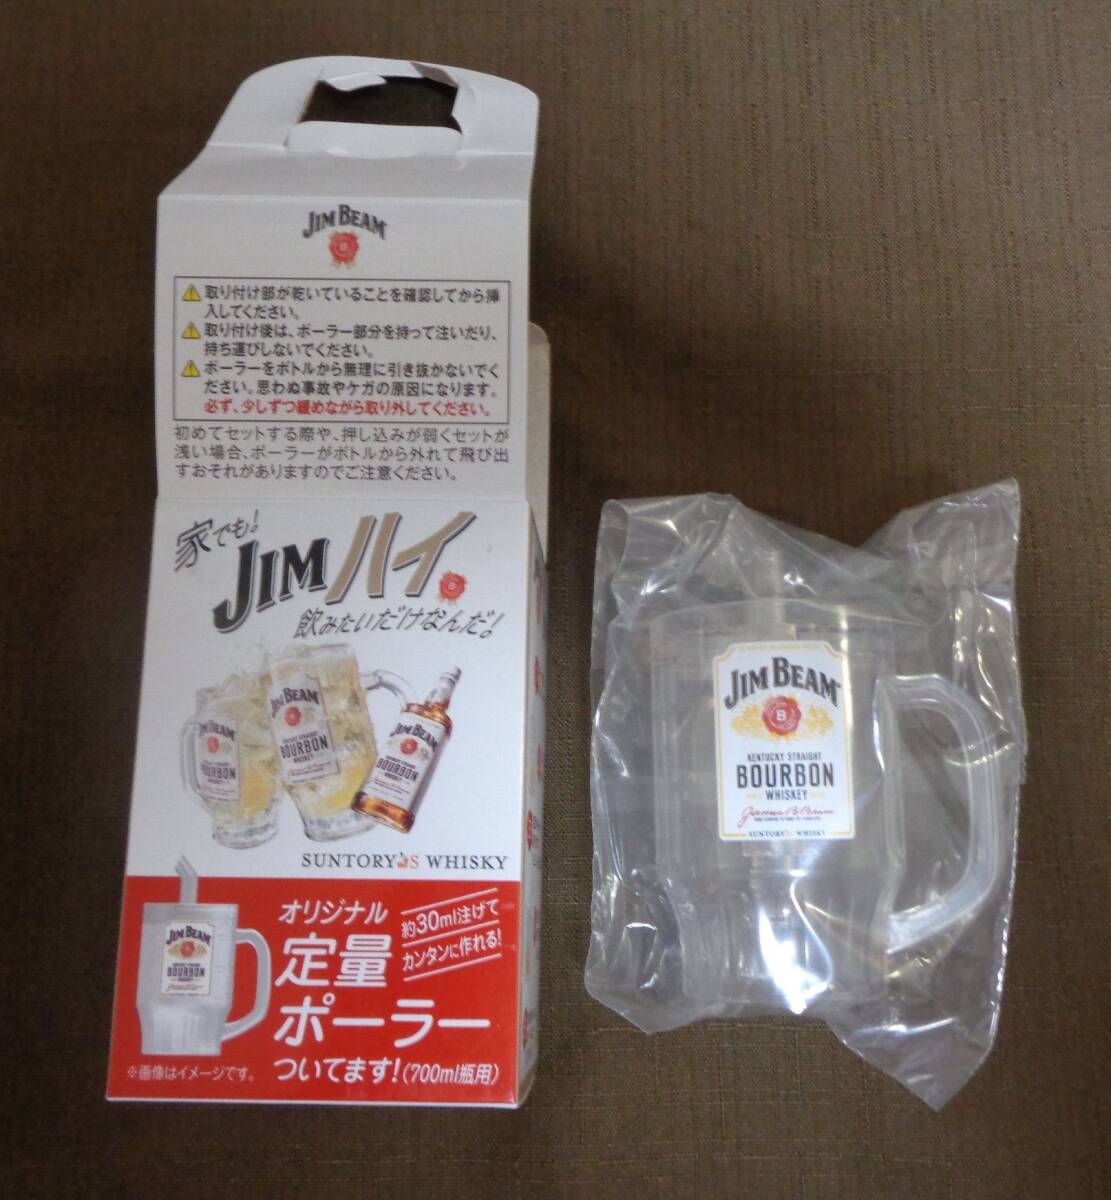 JIM BEAM
B
取り付け部が乾いていることを確認してから挿
入してください。
取り付け後は、ポーラー部分を持って注いだり、
持ち運びしないでください。
ポーラーをボトルから無理に引き抜かないでく
ださい。思わぬ事故やケガの原因になります。
必ず、少しずつ緩めながら取り外してください。
初めてセットする際や、押し込みが弱くセットが
浅い場合、ポーラーがボトルから外れて飛び出
すおそれがありますのでご注意ください。
家でも!
JIMハイ
飲みたいだけなんだ!
JIM BEAM
BOURBON
WHISKEY
JIM BEAM
BOURBON
WHISKEY
JIM BEAM
BOURBON
WHISKEY
SUNTORY'S WHISKY
オリジナル
定量
ポーラー
ついてます!(700ml瓶用)
約30ml注げて
カンタンに作れる!
JIM BEAM
BOURBON
※画像はイメージです。
JIM BEAM
B
KENTUCKY STRAIGHT
BOURBON
WHISKEY
James B. Beam
SUNTORY'S WHISKY